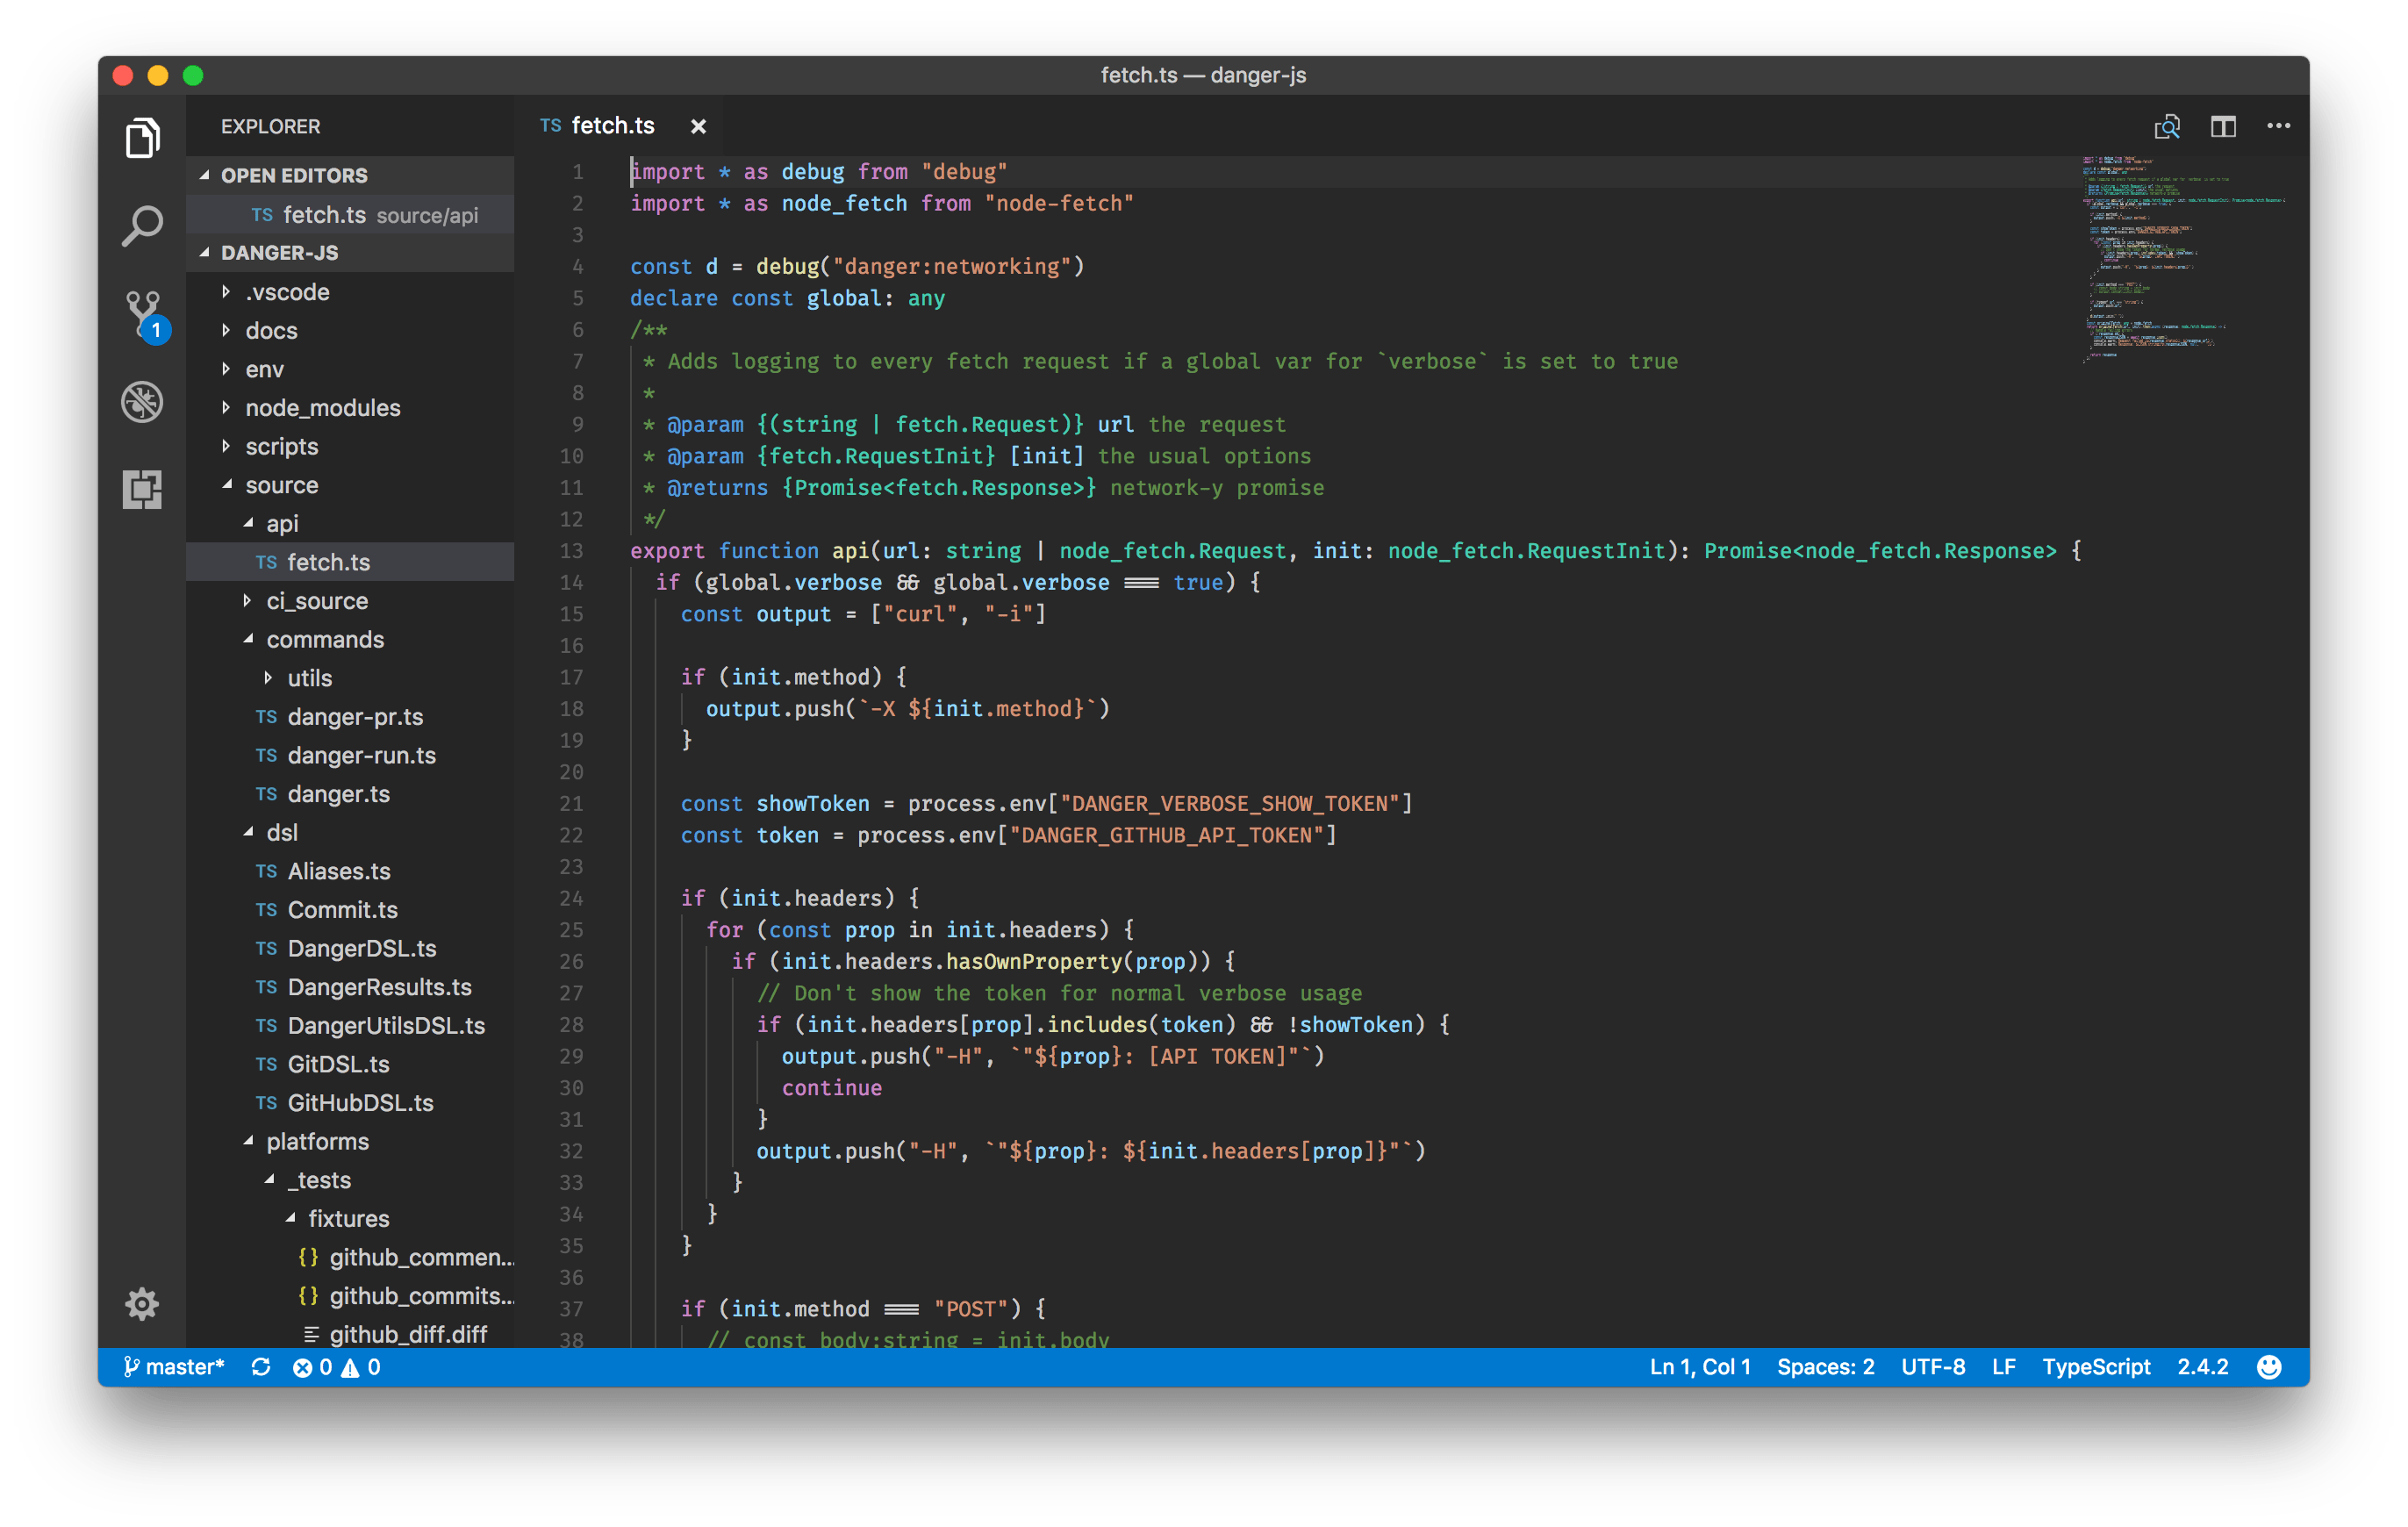 fetch.ts — danger-js
EXPLORER
OPEN EDITORS
TS fetch.ts source/api
DANGER-JS
.vscode
docs
env
node_modules
scripts
source
api
TS fetch.ts
ci_source
commands
utils
TS danger-pr.ts
TS danger-run.ts
TS danger.ts
dsl
TS Aliases.ts
TS Commit.ts
TS DangerDSL.ts
TS DangerResults.ts
TS DangerUtilsDSL.ts
TS GitDSL.ts
TS GitHubDSL.ts
platforms
_tests
fixtures
{} github_commen...
{} github_commits...
github_diff.diff
1
TS fetch.ts
1 import * as debug from "debug"
2 import * as node_fetch from "node-fetch"
3
4 const d = debug("danger:networking")
5 declare const global: any
6 /**
7 * Adds logging to every fetch request if a global var for `verbose` is set to true
8 *
9 * @param {(string | fetch.Request)} url the request
10 * @param {fetch.RequestInit} [init] the usual options
11 * @returns {Promise<fetch.Response>} network-y promise
12 */
13 export function api(url: string | node_fetch.Request, init: node_fetch.RequestInit): Promise<node_fetch.Response> {
14 if (global.verbose && global.verbose === true) {
15 const output = ["curl", "-i"]
16
17 if (init.method) {
18 output.push(`-X ${init.method}`)
19 }
20
21 const showToken = process.env["DANGER_VERBOSE_SHOW_TOKEN"]
22 const token = process.env["DANGER_GITHUB_API_TOKEN"]
23
24 if (init.headers) {
25 for (const prop in init.headers) {
26 if (init.headers.hasOwnProperty(prop)) {
27 // Don't show the token for normal verbose usage
28 if (init.headers[prop].includes(token) && !showToken) {
29 output.push("-H", `"${prop}: [API TOKEN]"`)
30 continue
31 }
32 output.push("-H", `"${prop}: ${init.headers[prop]}"`)
33 }
34 }
35 }
36
37 if (init.method === "POST") {
38 // const body:string = init.body
master* 0 0 Ln 1, Col 1 Spaces: 2 UTF-8 LF TypeScript 2.4.2